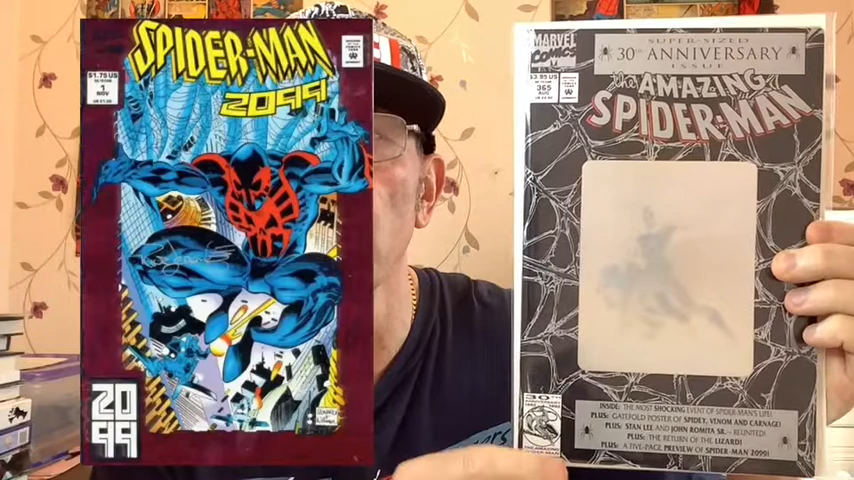 SPIDER-MAN
2099
$1.75 US
1
NOV
20
99
MARVEL
SUPER-SIZED
30TH ANNIVERSARY
ISSUE
$3.95 US
365
AUG
the AMAZING
SPIDER-MAN
INSIDE: THE MOST SHOCKING EVENT OF SPIDER-MAN'S LIFE!
PLUS: GATEFOLD POSTER OF SPIDEY, VENOM AND CARNAGE!
PLUS: STAN LEE AND JOHN ROMITA SR.—REUNITED!
PLUS: THE RETURN OF THE LIZARD!
PLUS: A FIVE-PAGE PREVIEW OF SPIDER-MAN 2099!
30TH